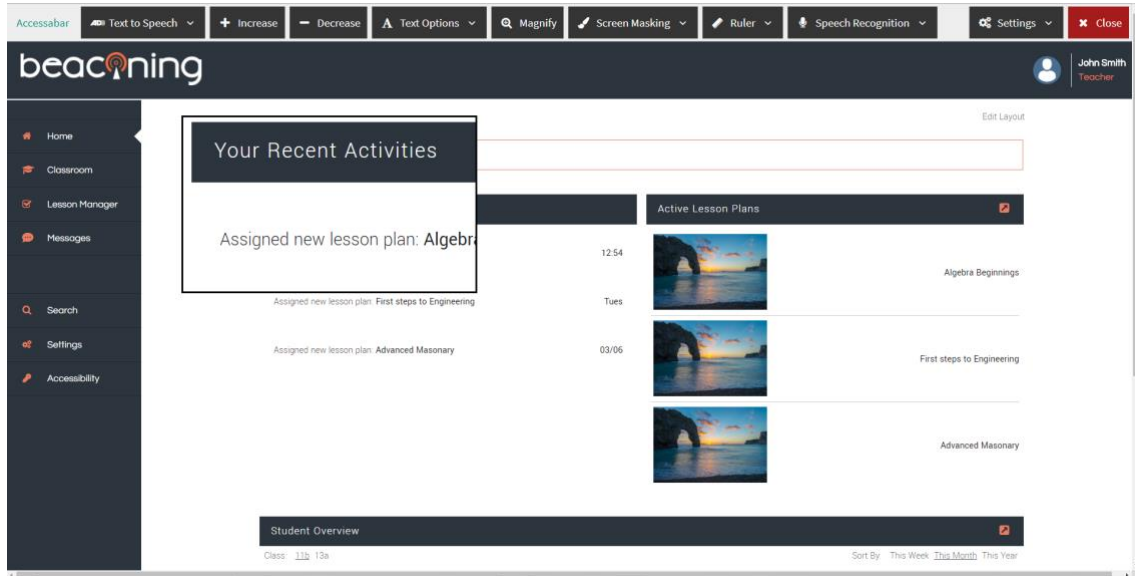 Accessabar Text to Speech Increase Decrease Text Options Magnify Screen Masking Ruler Speech Recognition Settings Close
beaconing
John Smith
Teacher
Home
Classroom
Lesson Manager
Messages
Search
Settings
Accessibility
Edit Layout
Your Recent Activities
Assigned new lesson plan: Algebra
12:54
Assigned new lesson plan: First steps to Engineering Tues
Assigned new lesson plan: Advanced Masonary 03/06
Active Lesson Plans
Algebra Beginnings
First steps to Engineering
Advanced Masonary
Student Overview
Class 11b 13a
Sort By This Week This Month This Year